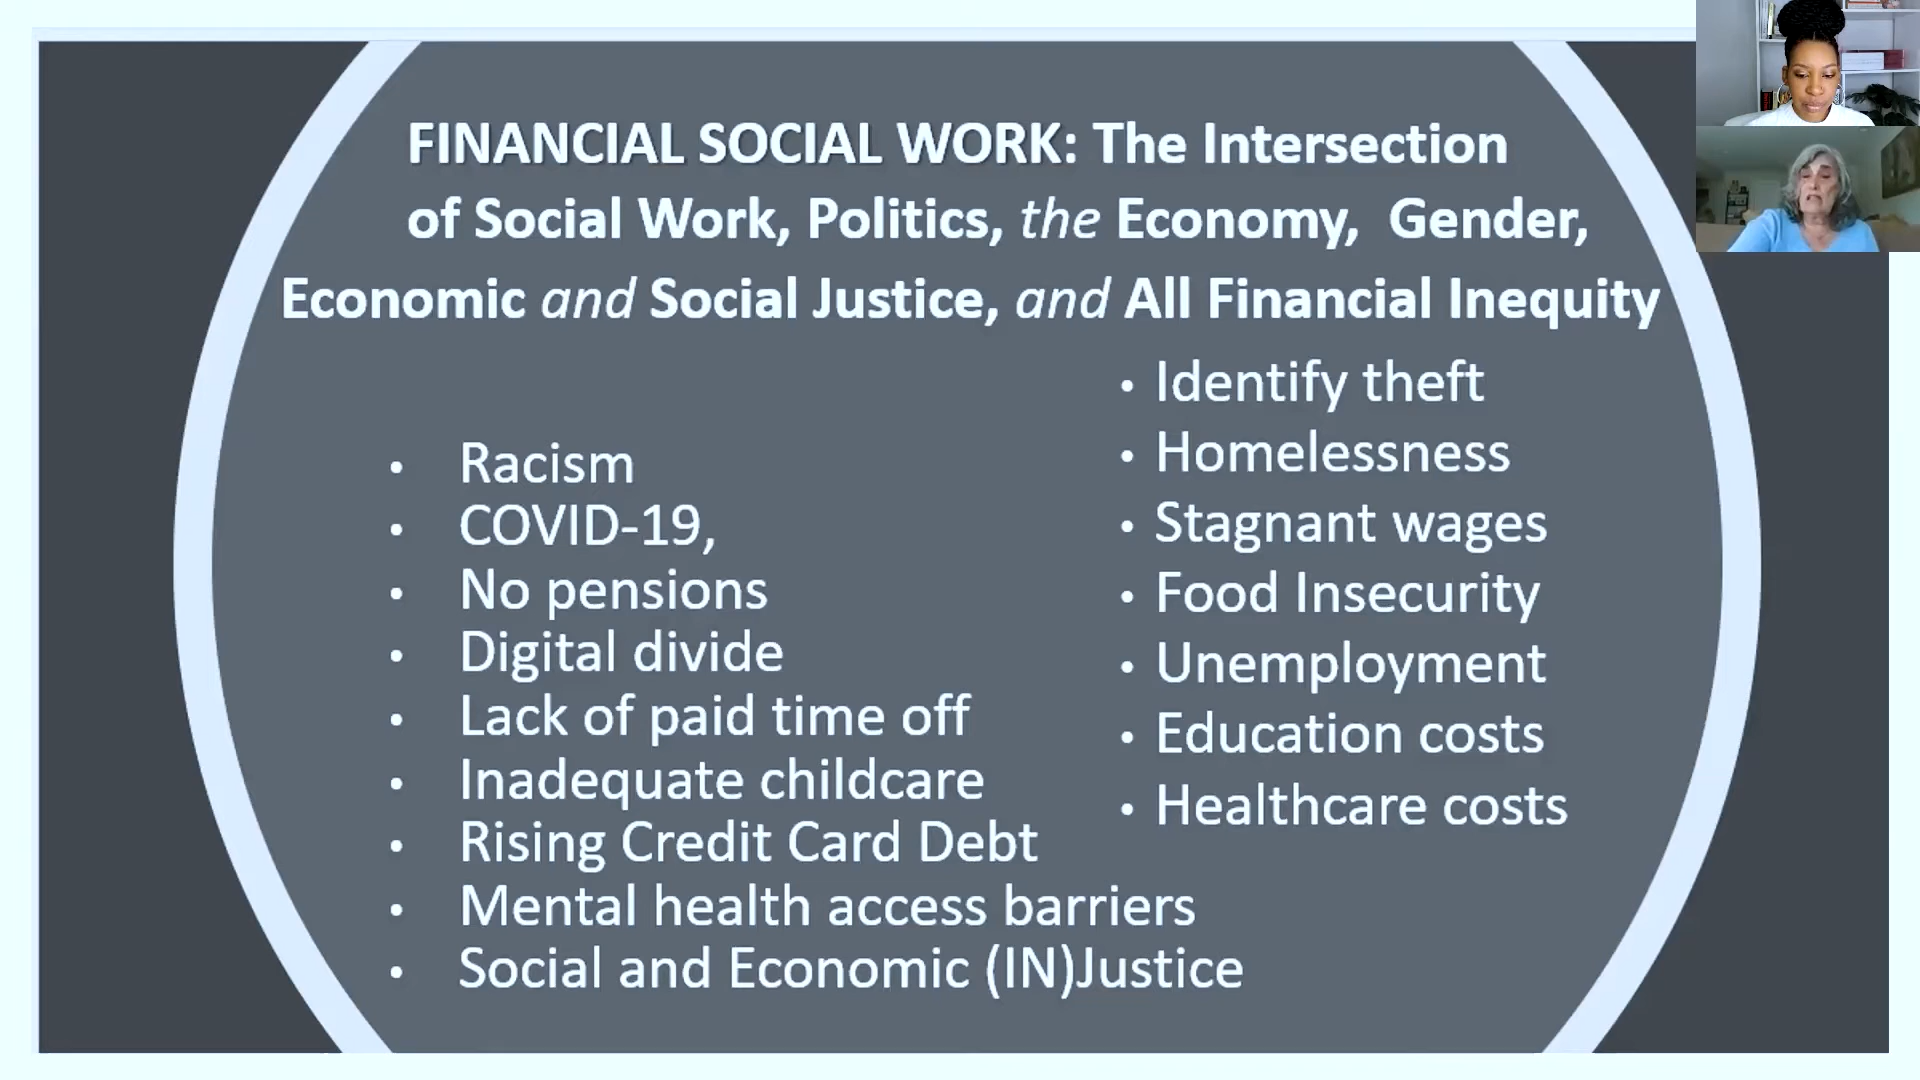 FINANCIAL SOCIAL WORK: The Intersection
of Social Work, Politics, the Economy, Gender,
Economic and Social Justice, and All Financial Inequity
• Racism
• COVID-19,
• No pensions
• Digital divide
• Lack of paid time off
• Inadequate childcare
• Rising Credit Card Debt
• Mental health access barriers
• Social and Economic (IN)Justice
• Identify theft
• Homelessness
• Stagnant wages
• Food Insecurity
• Unemployment
• Education costs
• Healthcare costs